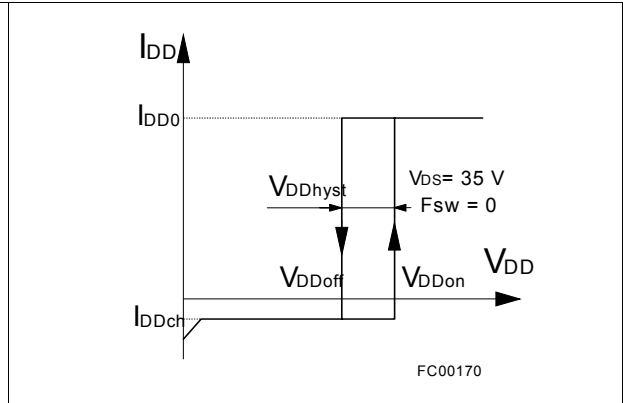 IDD
IDD0
VDDhyst
VDS= 35 V
Fsw = 0
VDDoff
VDDon
VDD
IDDch
FC00170